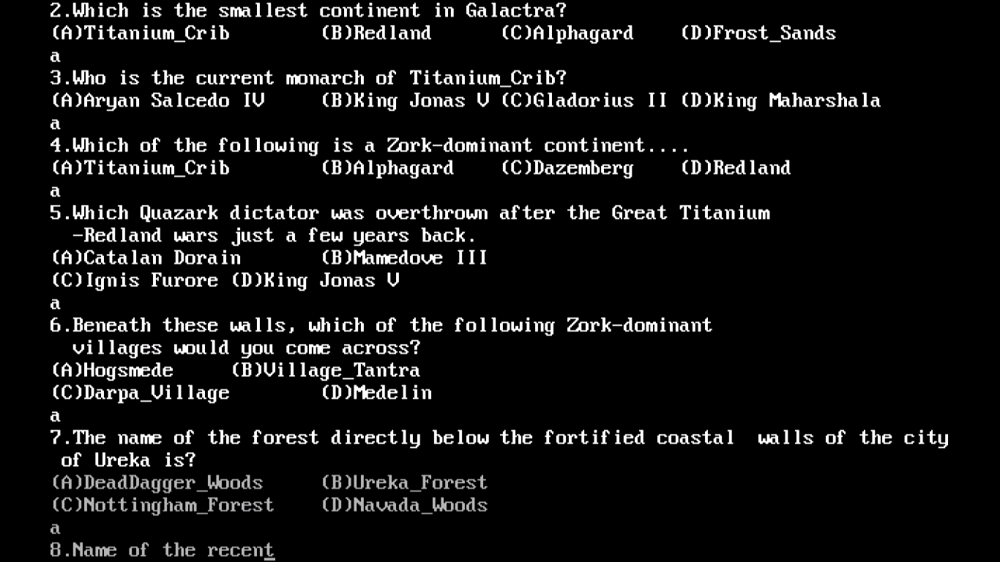 2.Which is the smallest continent in Galactra?
(A)Titanium_Crib (B)Redland (C)Alphagard (D)Frost_Sands
a
3.Who is the current monarch of Titanium_Crib?
(A)Aryan Salcedo IV (B)King Jonas V (C)Gladorius II (D)King Maharshala
a
4.Which of the following is a Zork-dominant continent....
(A)Titanium_Crib (B)Alphagard (C)Dazemberg (D)Redland
a
5.Which Quazark dictator was overthrown after the Great Titanium
-Redland wars just a few years back.
(A)Catalan Dorain (B)Mamedove III
(C)Ignis Furore (D)King Jonas V
a
6.Beneath these walls, which of the following Zork-dominant
villages would you come across?
(A)Hogsmede (B)Village_Tantra
(C)Darpa_Village (D)Medelin
a
7.The name of the forest directly below the fortified coastal walls of the city
of Ureka is?
(A)DeadDagger_Woods (B)Ureka_Forest
(C)Nottingham_Forest (D)Navada_Woods
a
8.Name of the recent